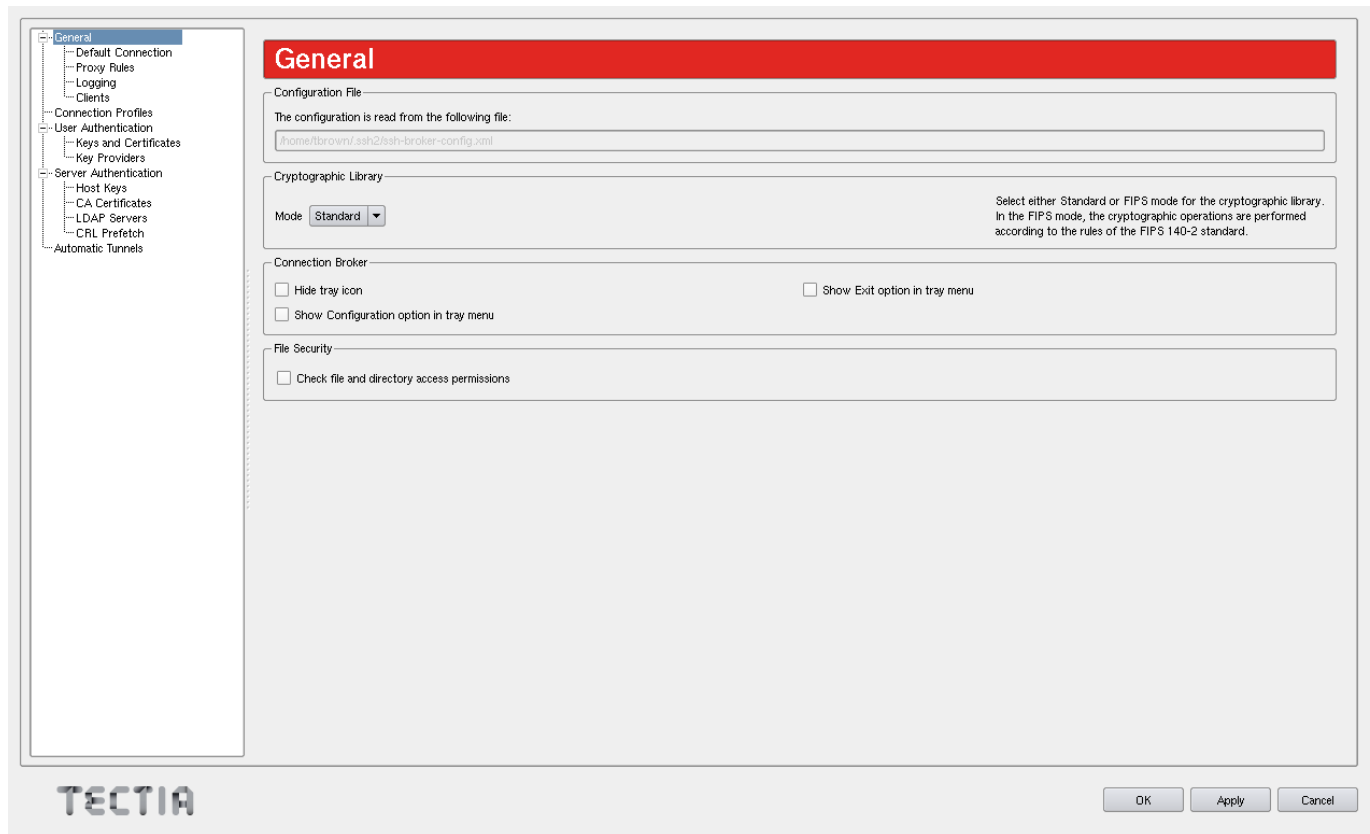 General
Default Connection
Proxy Rules
Logging
Clients
Connection Profiles
User Authentication
Keys and Certificates
Key Providers
Server Authentication
Host Keys
CA Certificates
LDAP Servers
CRL Prefetch
Automatic Tunnels
General
Configuration File
The configuration is read from the following file:
/home/tbrown/.ssh2/ssh-broker-config.xml
Cryptographic Library
Mode Standard
Select either Standard or FIPS mode for the cryptographic library.
In the FIPS mode, the cryptographic operations are performed
according to the rules of the FIPS 140-2 standard.
Connection Broker
Hide tray icon
Show Exit option in tray menu
Show Configuration option in tray menu
File Security
Check file and directory access permissions
TECTIA
OK Apply Cancel